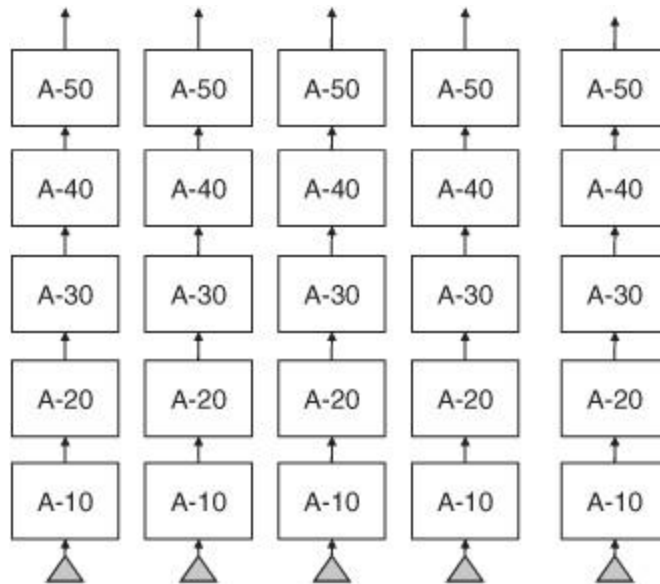 A-50 A-50 A-50 A-50 A-50
A-40 A-40 A-40 A-40 A-40
A-30 A-30 A-30 A-30 A-30
A-20 A-20 A-20 A-20 A-20
A-10 A-10 A-10 A-10 A-10